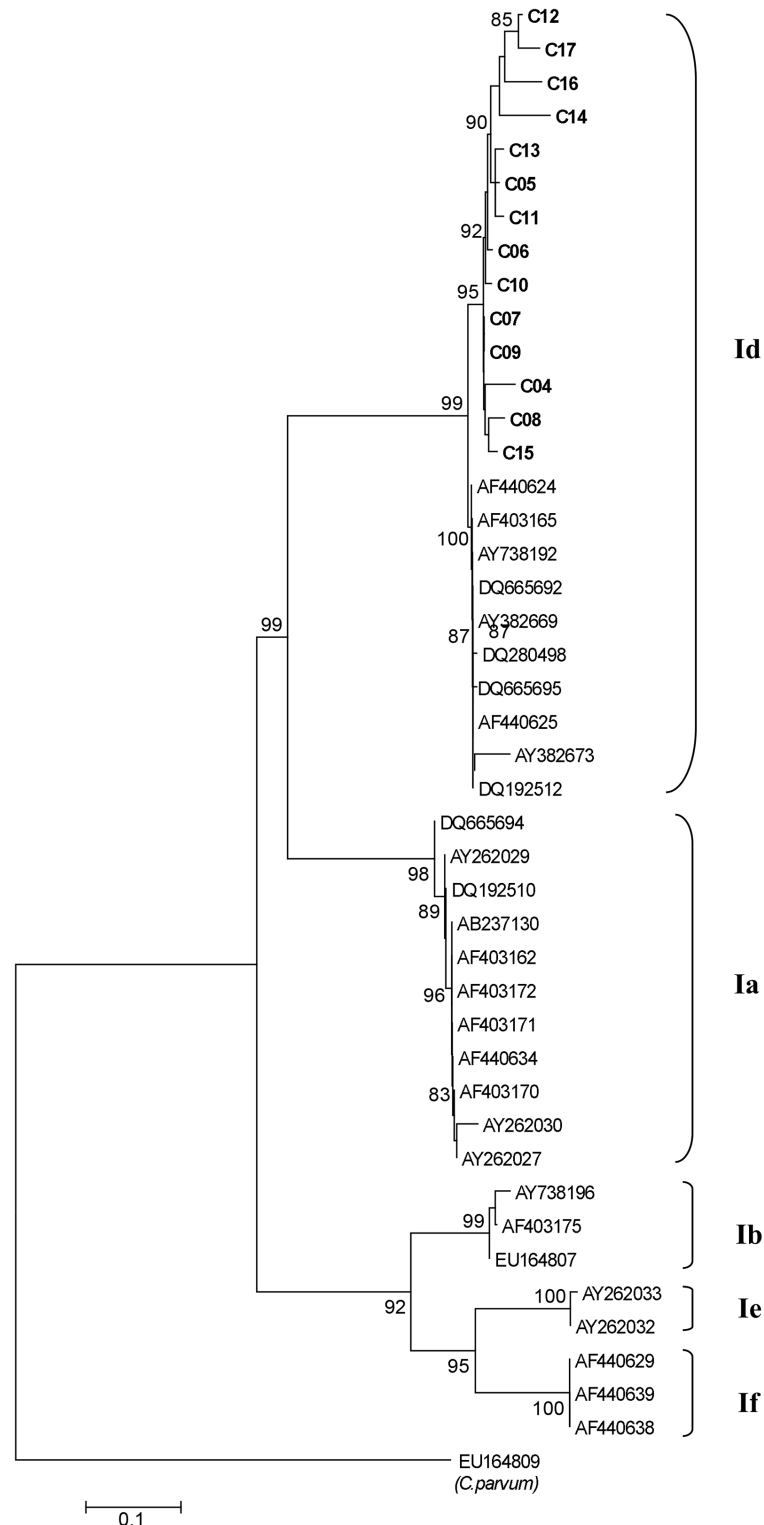 85
C12
C17
C16
C14
90
C13
C05
C11
92
C06
C10
95
C07
C09
Id
C04
99
C08
C15
AF440624
AF403165
100
AY738192
DQ665692
AY382669
99
87
87
DQ280498
DQ665695
AF440625
AY382673
DQ192512
DQ665694
AY262029
98
DQ192510
89
AB237130
AF403162
Ia
AF403172
96
AF403171
AF440634
AF403170
83
AY262030
AY262027
AY738196
99
AF403175
Ib
EU164807
AY262033
100
Ie
92
AY262032
AF440629
95
AF440639
If
100
AF440638
EU164809
(C.parvum)
0.1